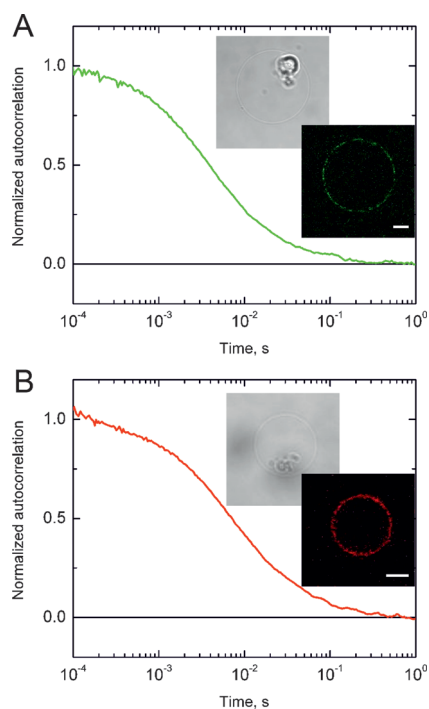 A
Normalized autocorrelation
1.0
0.5
0.0
10⁻⁴ 10⁻³ 10⁻² 10⁻¹ 10⁰
Time, s
B
Normalized autocorrelation
1.0
0.5
0.0
10⁻⁴ 10⁻³ 10⁻² 10⁻¹ 10⁰
Time, s